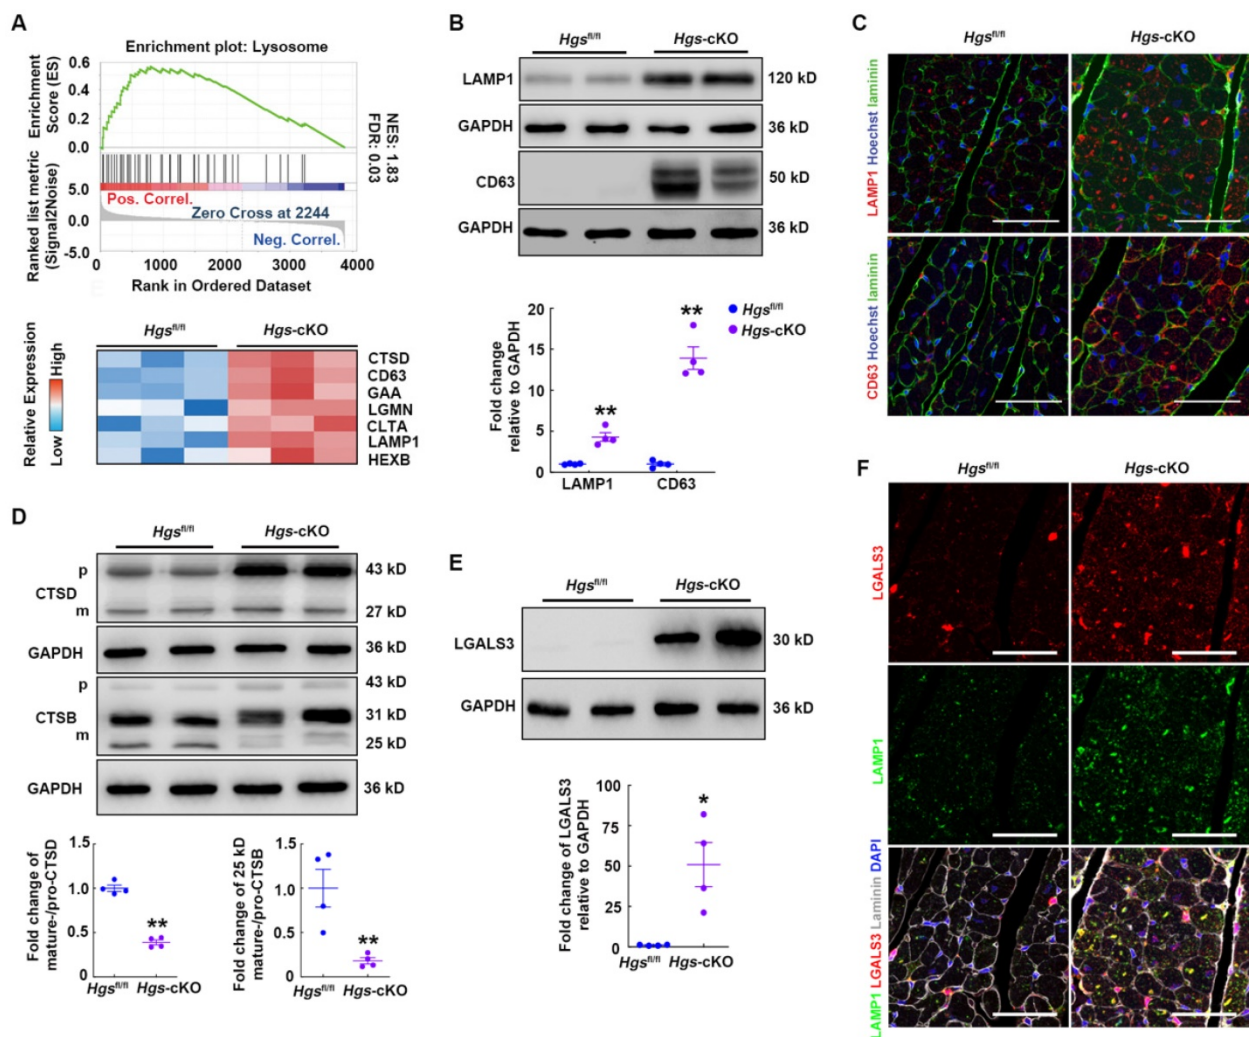 A
Enrichment plot: Lysosome
Enrichment
Score (ES)
0.6
0.4
0.2
0.0
NES: 1.83
FDR: 0.03
Ranked list metric
(Signal2Noise)
5.0
0.0
-5.0
Pos. Correl.
Zero Cross at 2244
Neg. Correl.
0 1000 2000 3000 4000
Rank in Ordered Dataset
Hgsfl/fl Hgs-cKO
Relative Expression
Low High
CTSD
CD63
GAA
LGMN
CLTA
LAMP1
HEXB
B
Hgsfl/fl Hgs-cKO
LAMP1 120 kD
GAPDH 36 kD
CD63 50 kD
GAPDH 36 kD
Fold change
relative to GAPDH
20
15
10
5
0
** **
Hgsfl/fl
Hgs-cKO
LAMP1 CD63
C
Hgsfl/fl Hgs-cKO
LAMP1 Hoechst laminin
CD63 Hoechst laminin
D
Hgsfl/fl Hgs-cKO
p 43 kD
CTSD
m 27 kD
GAPDH 36 kD
p 43 kD
CTSB 31 kD
m 25 kD
GAPDH 36 kD
Fold change of
mature-/pro-CTSD
1.5
1.0
0.5
0
**
Hgsfl/fl Hgs-cKO
Fold change of 25 kD
mature-/pro-CTSB
1.5
1.0
0.5
0
**
Hgsfl/fl Hgs-cKO
E
Hgsfl/fl Hgs-cKO
LGALS3 30 kD
GAPDH 36 kD
Fold change of LGALS3
relative to GAPDH
100
75
50
25
0
*
Hgsfl/fl Hgs-cKO
F
Hgsfl/fl Hgs-cKO
LGALS3
LAMP1
LAMP1 LGALS3 Laminin DAPI